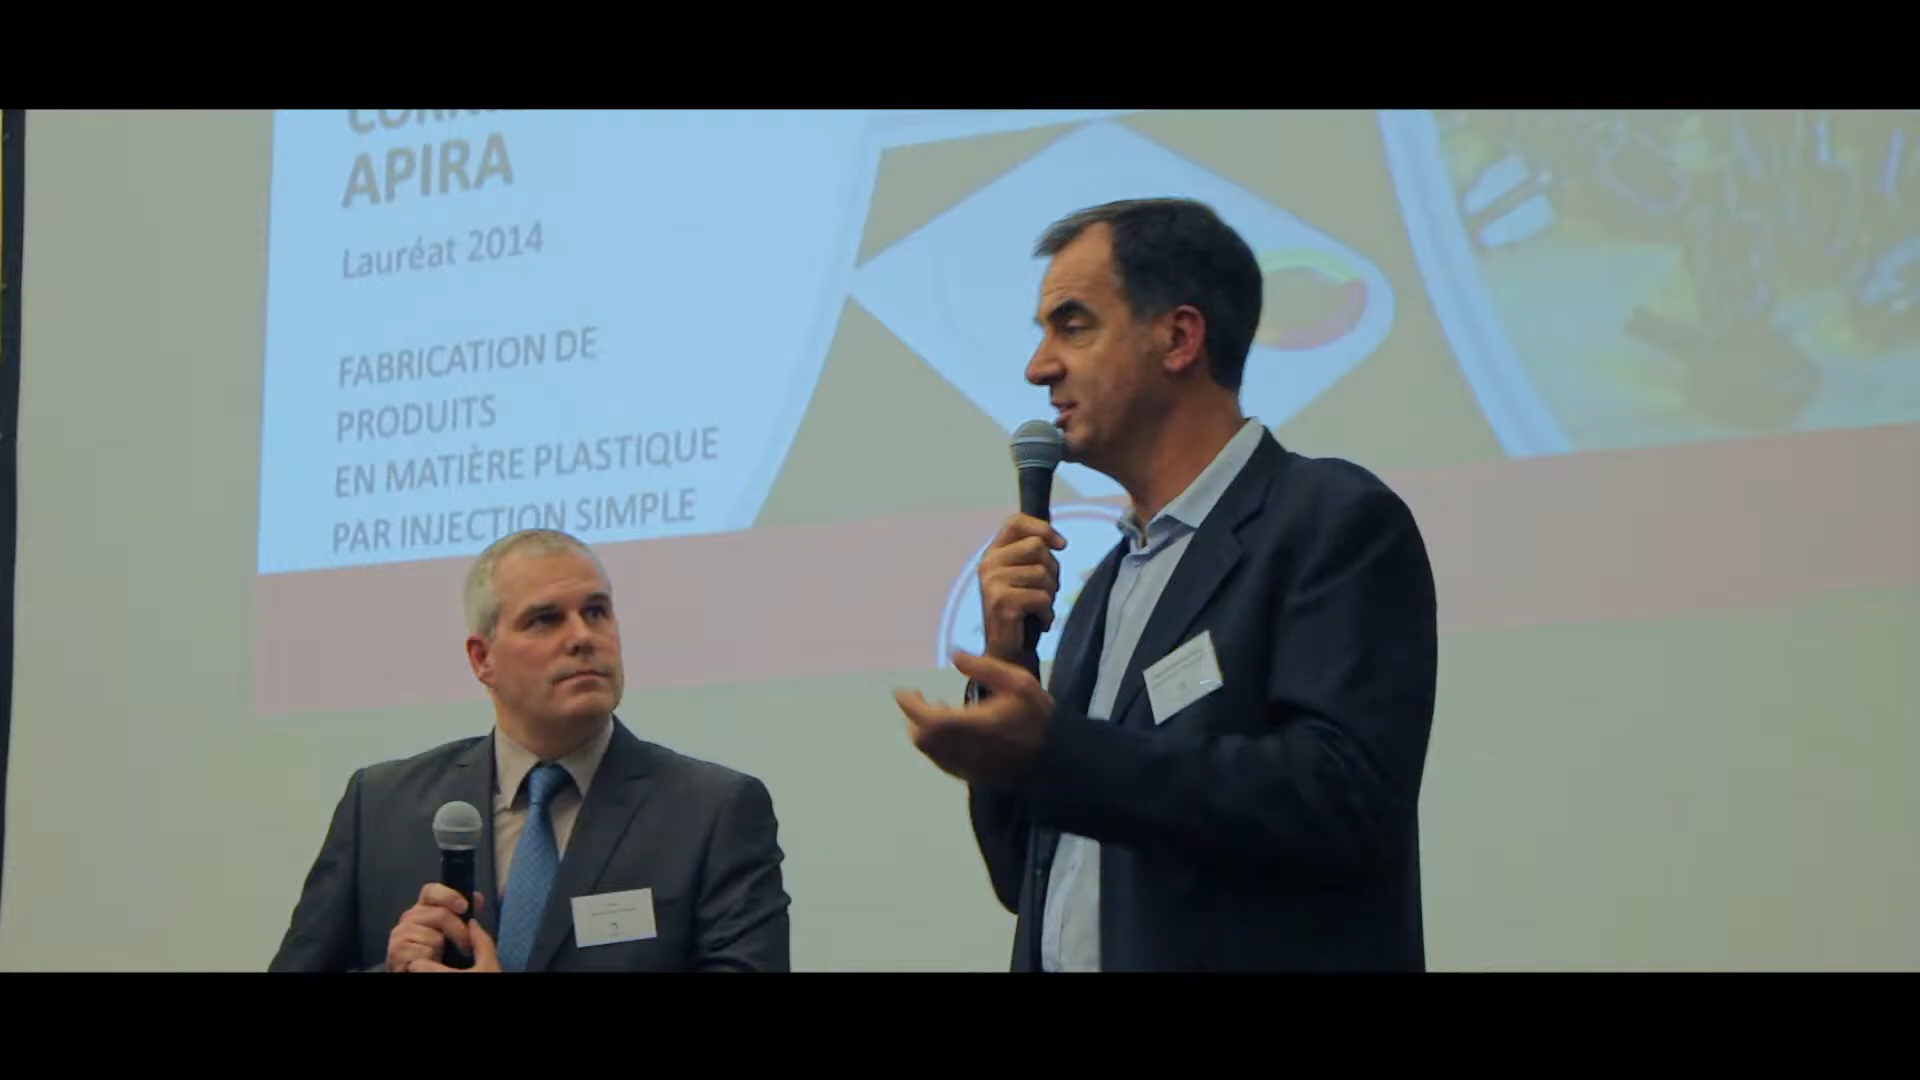 APIRA
Lauréat 2014
FABRICATION DE
PRODUITS
EN MATIÈRE PLASTIQUE
PAR INJECTION SIMPLE